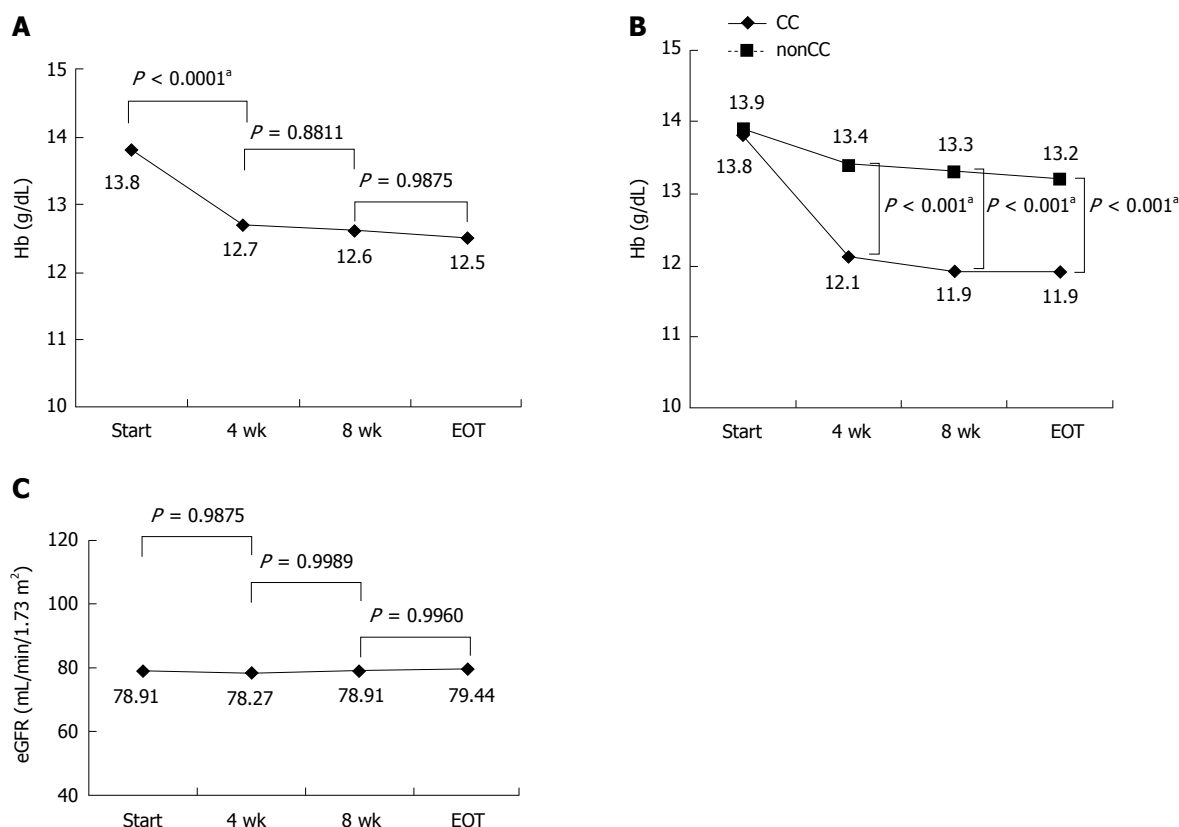 A
Hb (g/dL)
15
14
13
12
11
10
P < 0.0001ᵃ
P = 0.8811
P = 0.9875
13.8
12.7
12.6
12.5
Start 4 wk 8 wk EOT
B
CC
nonCC
Hb (g/dL)
15
14
13
12
11
10
13.9
13.4
13.3
13.2
13.8
P < 0.001ᵃ P < 0.001ᵃ P < 0.001ᵃ
12.1
11.9
11.9
Start 4 wk 8 wk EOT
C
eGFR (mL/min/1.73 m²)
120
100
80
60
40
P = 0.9875
P = 0.9989
P = 0.9960
78.91
78.27
78.91
79.44
Start 4 wk 8 wk EOT